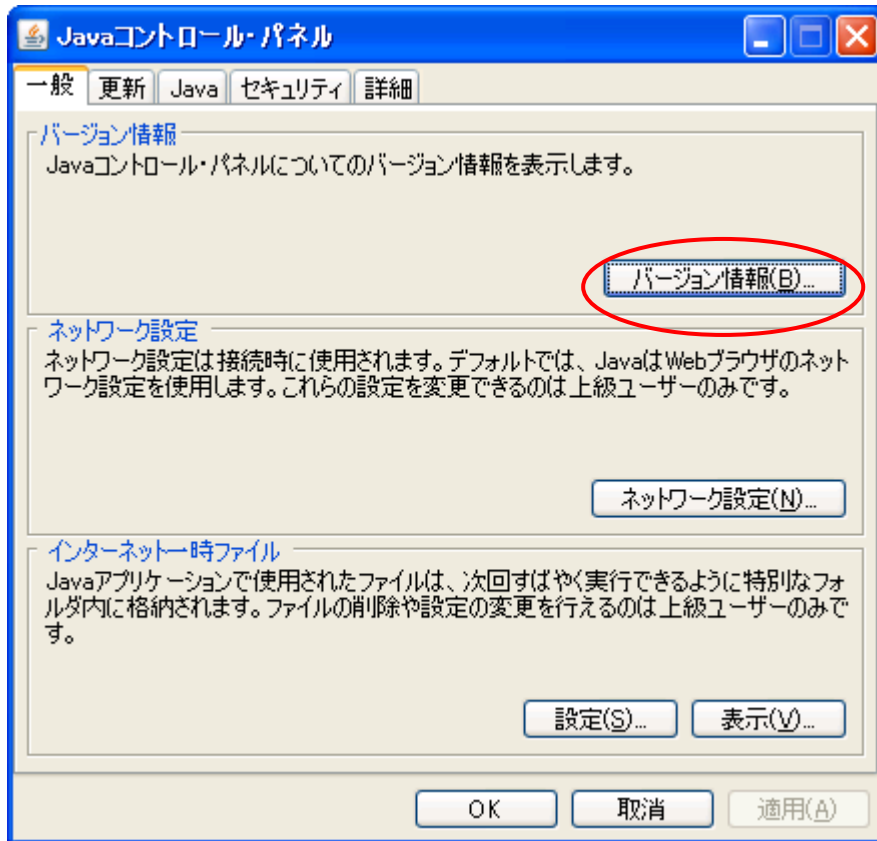 Javaコントロール・パネル
一般 更新 Java セキュリティ 詳細
バージョン情報
Javaコントロール・パネルについてのバージョン情報を表示します。
バージョン情報(B)...
ネットワーク設定
ネットワーク設定は接続時に使用されます。デフォルトでは、JavaはWebブラウザのネット
ワーク設定を使用します。これらの設定を変更できるのは上級ユーザーのみです。
ネットワーク設定(N)...
インターネット一時ファイル
Javaアプリケーションで使用されたファイルは、次回すばやく実行できるように特別なフォ
ルダ内に格納されます。ファイルの削除や設定の変更を行えるのは上級ユーザーのみで
す。
設定(S)... 表示(V)...
OK 取消 適用(A)